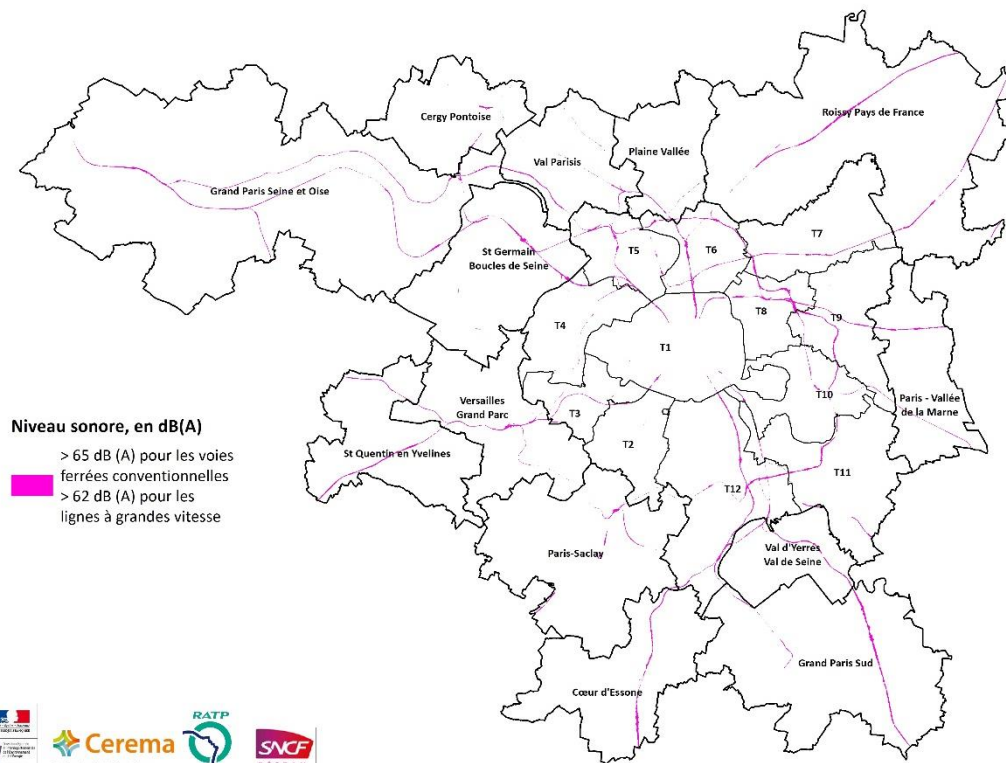 Cergy Pontoise
Roissy Pays de France
Val Parisis
Plaine Vallée
Grand Paris Seine et Oise
T7
T5
T6
St Germain
Boucles de Seine
T4
T8
T9
T1
Versailles
Grand Parc
T3
T10
Paris - Vallée
de la Marne
T2
St Quentin en Yvelines
T11
T12
Paris-Saclay
Val d'Yerres
Val de Seine
Grand Paris Sud
Cœur d'Essone
Niveau sonore, en dB(A)
> 65 dB (A) pour les voies
ferrées conventionnelles
> 62 dB (A) pour les
lignes à grandes vitesse
Cerema
RATP
SNCF